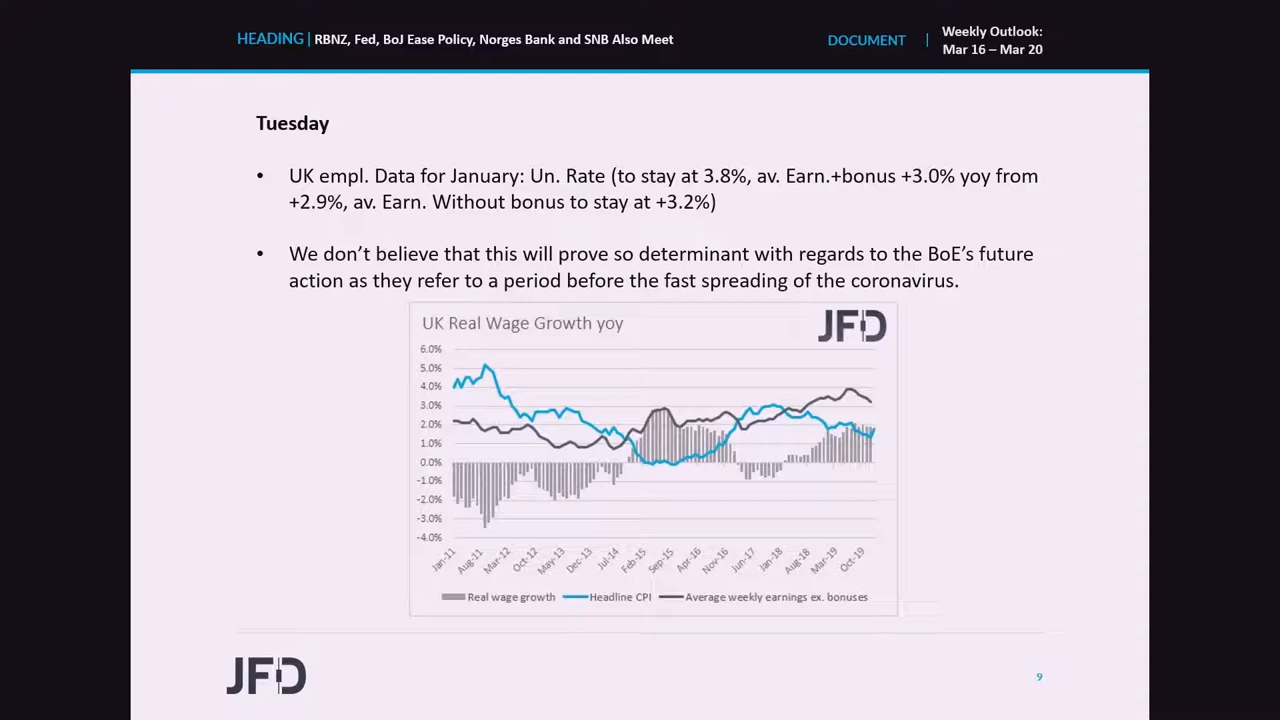 HEADING | RBNZ, Fed, BoJ Ease Policy, Norges Bank and SNB Also Meet
DOCUMENT | Weekly Outlook:
Mar 16 – Mar 20
Tuesday
• UK empl. Data for January: Un. Rate (to stay at 3.8%, av. Earn.+bonus +3.0% yoy from
+2.9%, av. Earn. Without bonus to stay at +3.2%)
• We don’t believe that this will prove so determinant with regards to the BoE’s future
action as they refer to a period before the fast spreading of the coronavirus.
UK Real Wage Growth yoy
JFD
6.0%
5.0%
4.0%
3.0%
2.0%
1.0%
0.0%
-1.0%
-2.0%
-3.0%
-4.0%
Jan-11 Aug-11 Mar-12 Oct-12 May-13 Dec-13 Jul-14 Feb-15 Sep-15 Apr-16 Nov-16 Jun-17 Jan-18 Aug-18 Mar-19 Oct-19
Real wage growth Headline CPI Average weekly earnings ex. bonuses
JFD
9